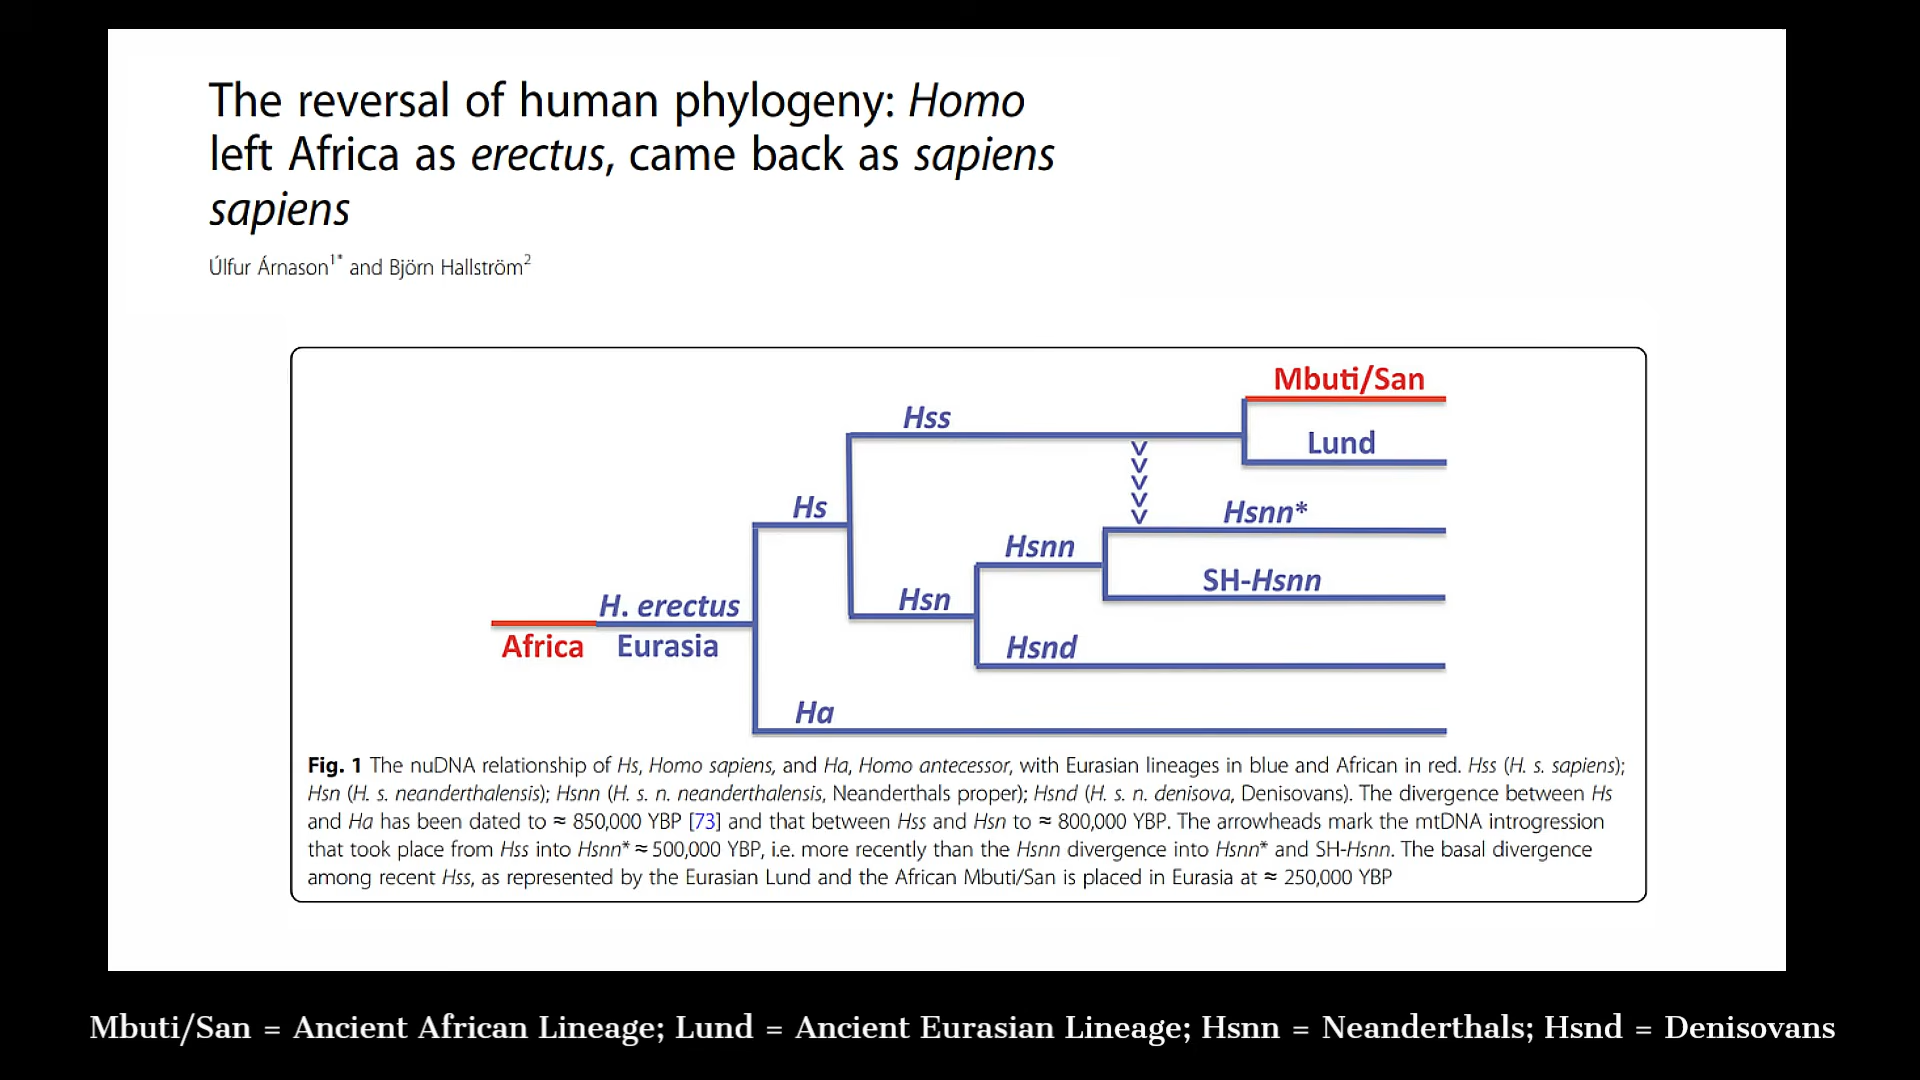 The reversal of human phylogeny: Homo
left Africa as erectus, came back as sapiens
sapiens
Úlfur Árnason1* and Björn Hallström2
Mbuti/San
Hss
Lund
Hs
Hsnn*
Hsnn
SH-Hsnn
Hsn
H. erectus
Africa Eurasia
Hsnd
Ha
Fig. 1 The nuDNA relationship of Hs, Homo sapiens, and Ha, Homo antecessor, with Eurasian lineages in blue and African in red. Hss (H. s. sapiens);
Hsn (H. s. neanderthalensis); Hsnn (H. s. n. neanderthalensis, Neanderthals proper); Hsnd (H. s. n. denisova, Denisovans). The divergence between Hs
and Ha has been dated to ≈ 850,000 YBP [73] and that between Hss and Hsn to ≈ 800,000 YBP. The arrowheads mark the mtDNA introgression
that took place from Hss into Hsnn* ≈ 500,000 YBP, i.e. more recently than the Hsnn divergence into Hsnn* and SH-Hsnn. The basal divergence
among recent Hss, as represented by the Eurasian Lund and the African Mbuti/San is placed in Eurasia at ≈ 250,000 YBP
Mbuti/San = Ancient African Lineage; Lund = Ancient Eurasian Lineage; Hsnn = Neanderthals; Hsnd = Denisovans